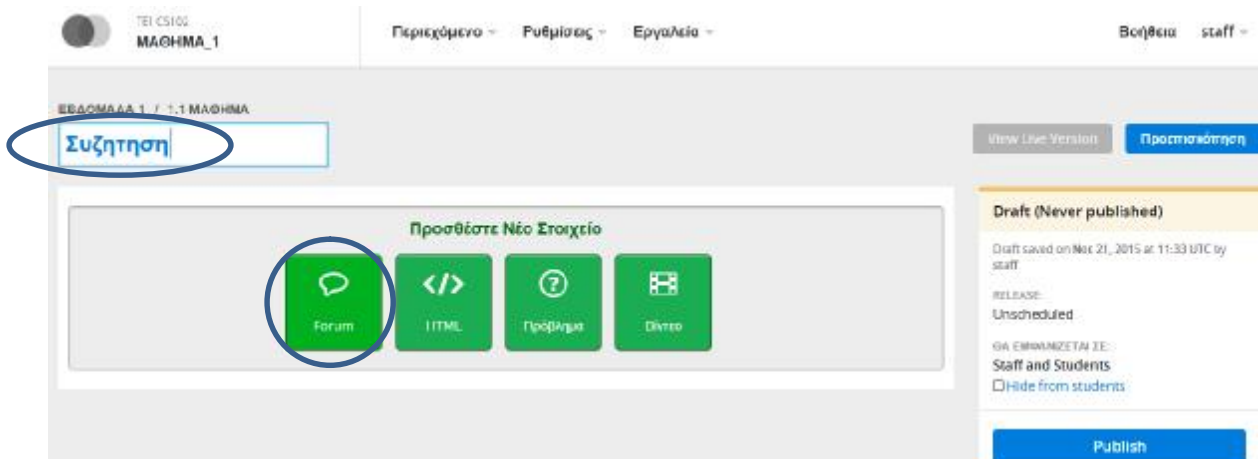 TEI CS102
ΜΑΘΗΜΑ_1
Περιεχόμενο Ρυθμίσεις Εργαλεία Βοήθεια staff
ΕΒΔΟΜΑΔΑ 1 / 1.1 ΜΑΘΗΜΑ
Συζητηση
View Live Version Προεπισκόπηση
Προσθέστε Νέο Στοιχείο
Forum HTML Πρόβλημα Βίντεο
Draft (Never published)
Draft saved on Νοε 21, 2015 at 11:33 UTC by
staff
RELEASE:
Unscheduled
ΘΑ ΕΜΦΑΝΙΖΕΤΑΙ ΣΕ:
Staff and Students
Hide from students
Publish